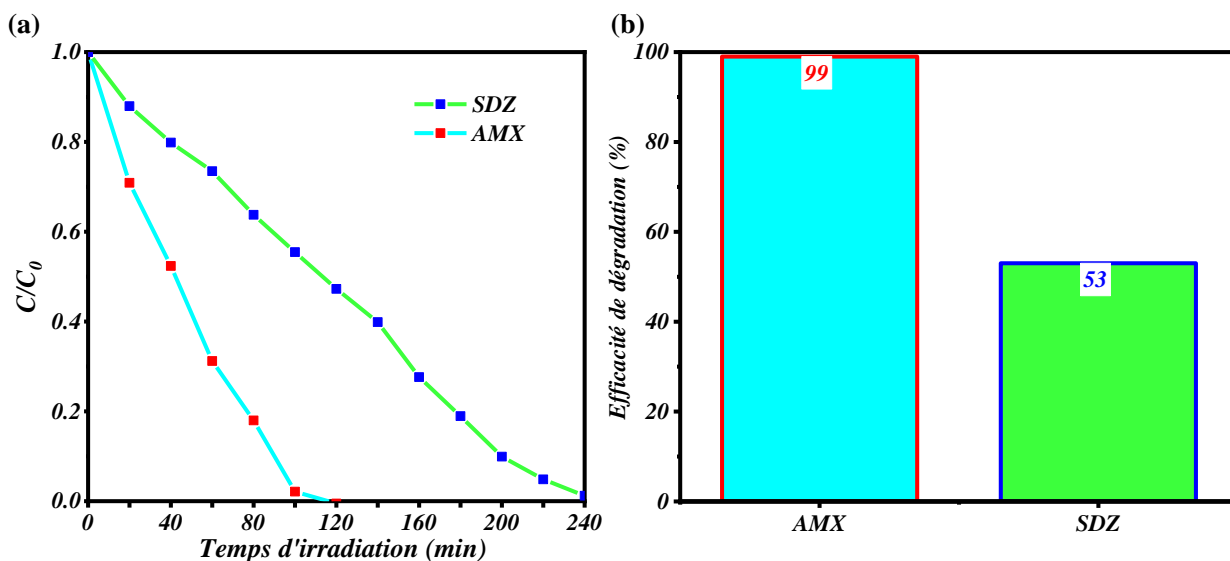 (a)
1.0
0.8
0.6
0.4
0.2
0.0
C/C0
SDZ
AMX
0 40 80 120 160 200 240
Temps d'irradiation (min)
(b)
100
80
60
40
20
0
Efficacité de dégradation (%)
99
53
AMX SDZ